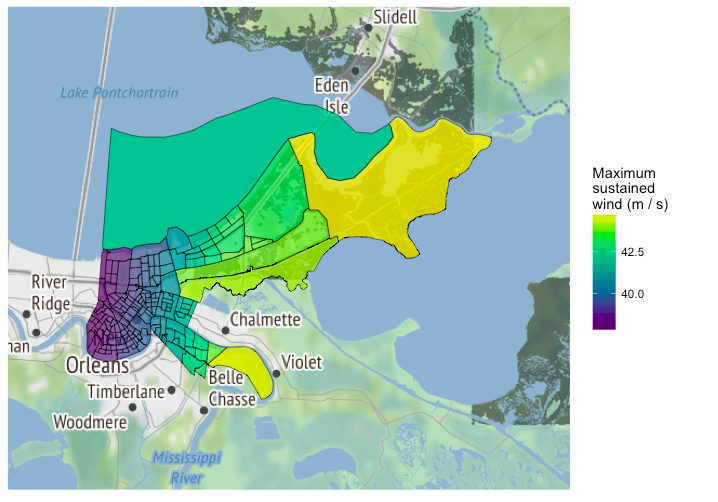 Slidell
Lake Pontchartrain
Eden
Isle
Maximum
sustained
wind (m / s)
42.5
40.0
River
Ridge
nan
Chalmette
Orleans
Violet
Belle
Chasse
Timberlane
Woodmere
Mississippi
River